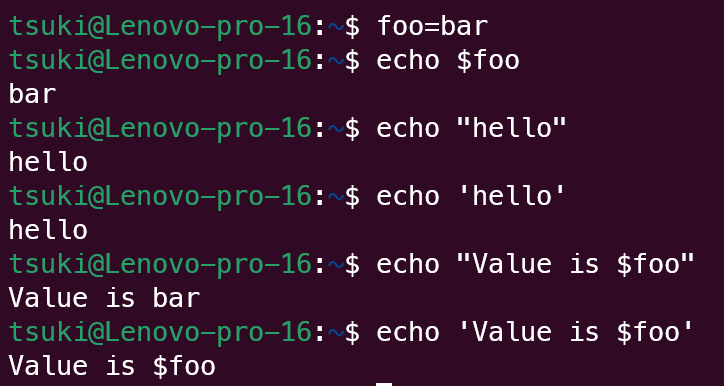 tsuki@Lenovo-pro-16:~$ foo=bar
tsuki@Lenovo-pro-16:~$ echo $foo
bar
tsuki@Lenovo-pro-16:~$ echo "hello"
hello
tsuki@Lenovo-pro-16:~$ echo 'hello'
hello
tsuki@Lenovo-pro-16:~$ echo "Value is $foo"
Value is bar
tsuki@Lenovo-pro-16:~$ echo 'Value is $foo'
Value is $foo